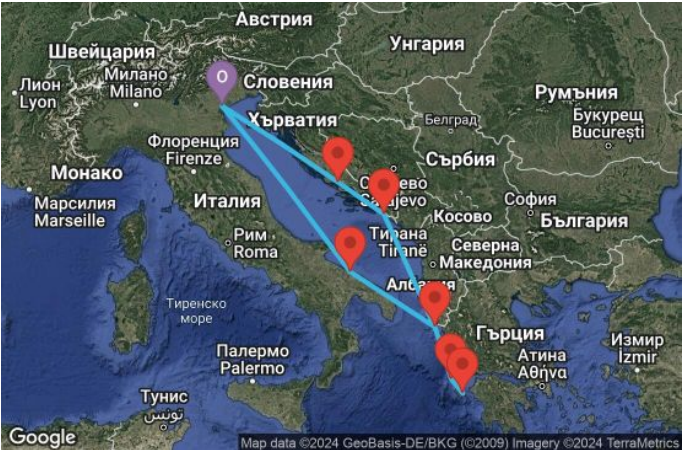 Австрия
Унгария
Швейцария
Милано
Milano
Словения
Лион
Lyon
Румъния
Букурещ
București
Хърватия
Белград
Флоренция
Firenze
Сърбия
Монако
Sarajevo
Марсилия
Marseille
Италия
София
Косово
България
Рим
Roma
Тирана
Tiranë
Северна
Македония
Тиренско
море
Гърция
Измир
İzmir
Палермо
Palermo
Атина
Αθήνα
Тунис
تونس
Google
Map data ©2024 GeoBasis-DE/BKG (©2009) Imagery ©2024 TerraMetrics